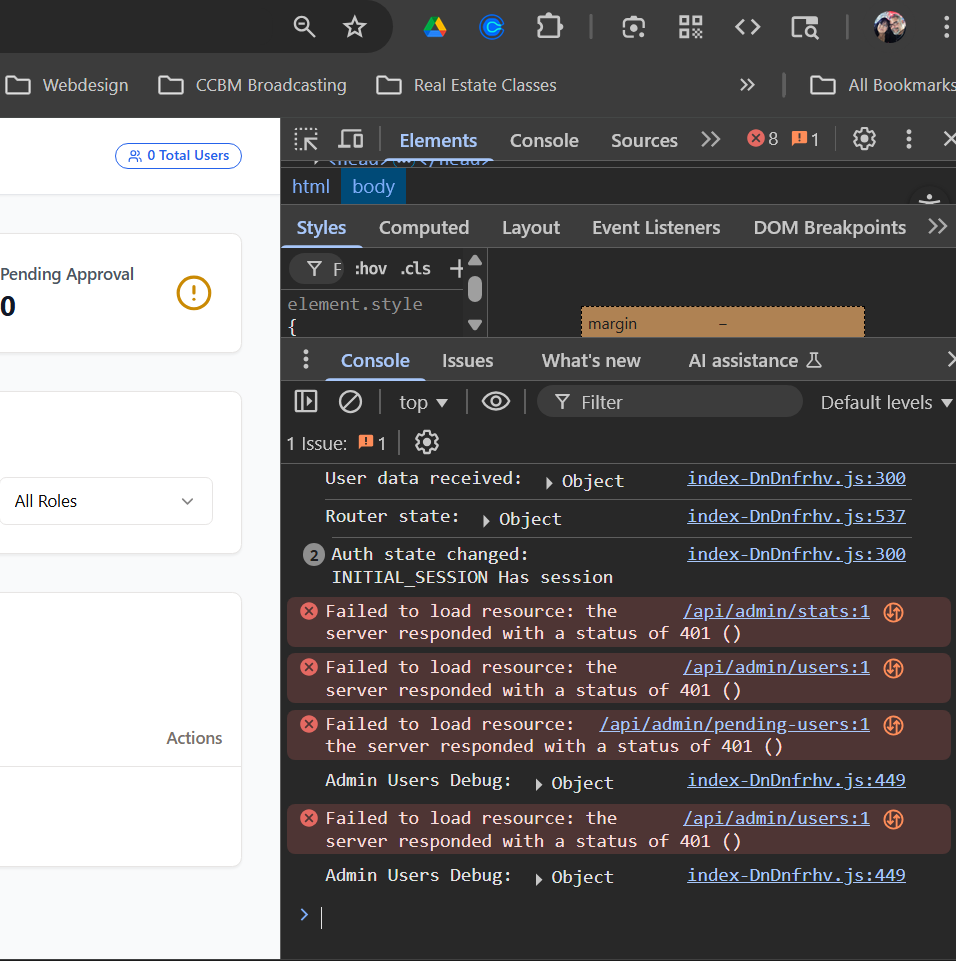 Webdesign CCBM Broadcasting Real Estate Classes All Bookmarks
0 Total Users
Pending Approval
0
All Roles
Actions
Elements Console Sources 8 1
html body
Styles Computed Layout Event Listeners DOM Breakpoints
F :hov .cls
element.style
{
margin –
Console Issues What's new AI assistance
top Filter Default levels
1 Issue: 1
User data received: Object index-DnDnfrhv.js:300
Router state: Object index-DnDnfrhv.js:537
2 Auth state changed: index-DnDnfrhv.js:300
INITIAL_SESSION Has session
Failed to load resource: the /api/admin/stats:1
server responded with a status of 401 ()
Failed to load resource: the /api/admin/users:1
server responded with a status of 401 ()
Failed to load resource: /api/admin/pending-users:1
the server responded with a status of 401 ()
Admin Users Debug: Object index-DnDnfrhv.js:449
Failed to load resource: the /api/admin/users:1
server responded with a status of 401 ()
Admin Users Debug: Object index-DnDnfrhv.js:449